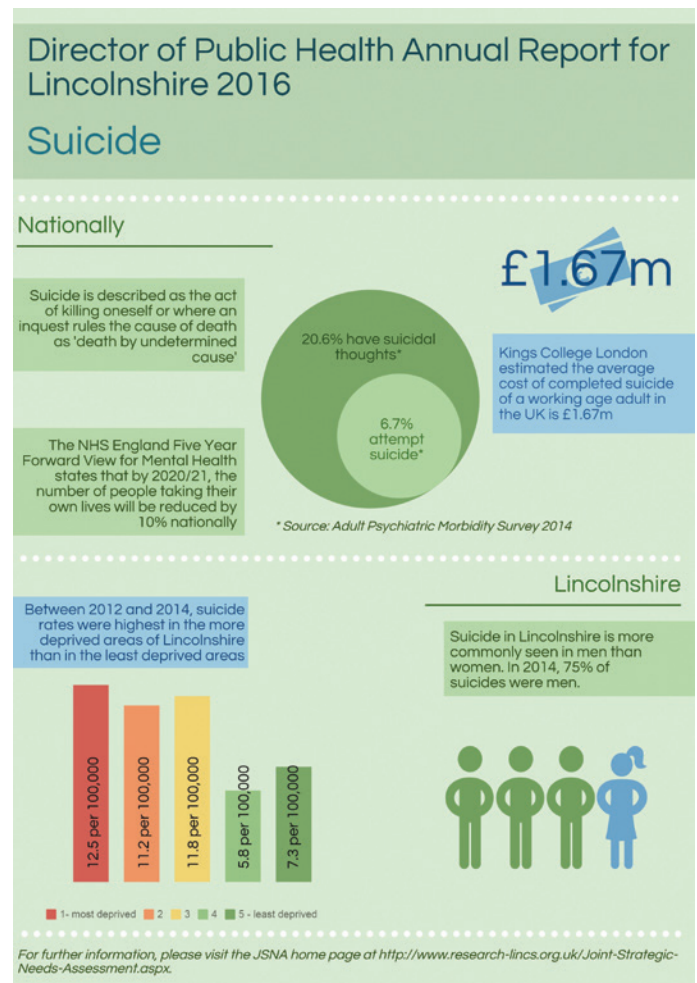 Director of Public Health Annual Report for
Lincolnshire 2016
Suicide
Nationally
Suicide is described as the act
of killing oneself or where an
inquest rules the cause of death
as 'death by undetermined
cause'
The NHS England Five Year
Forward View for Mental Health
states that by 2020/21, the
number of people taking their
own lives will be reduced by
10% nationally
20.6% have suicidal
thoughts*
6.7%
attempt
suicide*
* Source: Adult Psychiatric Morbidity Survey 2014
£1.67m
Kings College London
estimated the average
cost of completed suicide
of a working age adult in
the UK is £1.67m
Between 2012 and 2014, suicide
rates were highest in the more
deprived areas of Lincolnshire
than in the least deprived areas
12.5 per 100,000
11.2 per 100,000
11.8 per 100,000
5.8 per 100,000
7.3 per 100,000
1- most deprived 2 3 4 5 - least deprived
Lincolnshire
Suicide in Lincolnshire is more
commonly seen in men than
women. In 2014, 75% of
suicides were men.
For further information, please visit the JSNA home page at http://www.research-lincs.org.uk/Joint-Strategic-
Needs-Assessment.aspx.